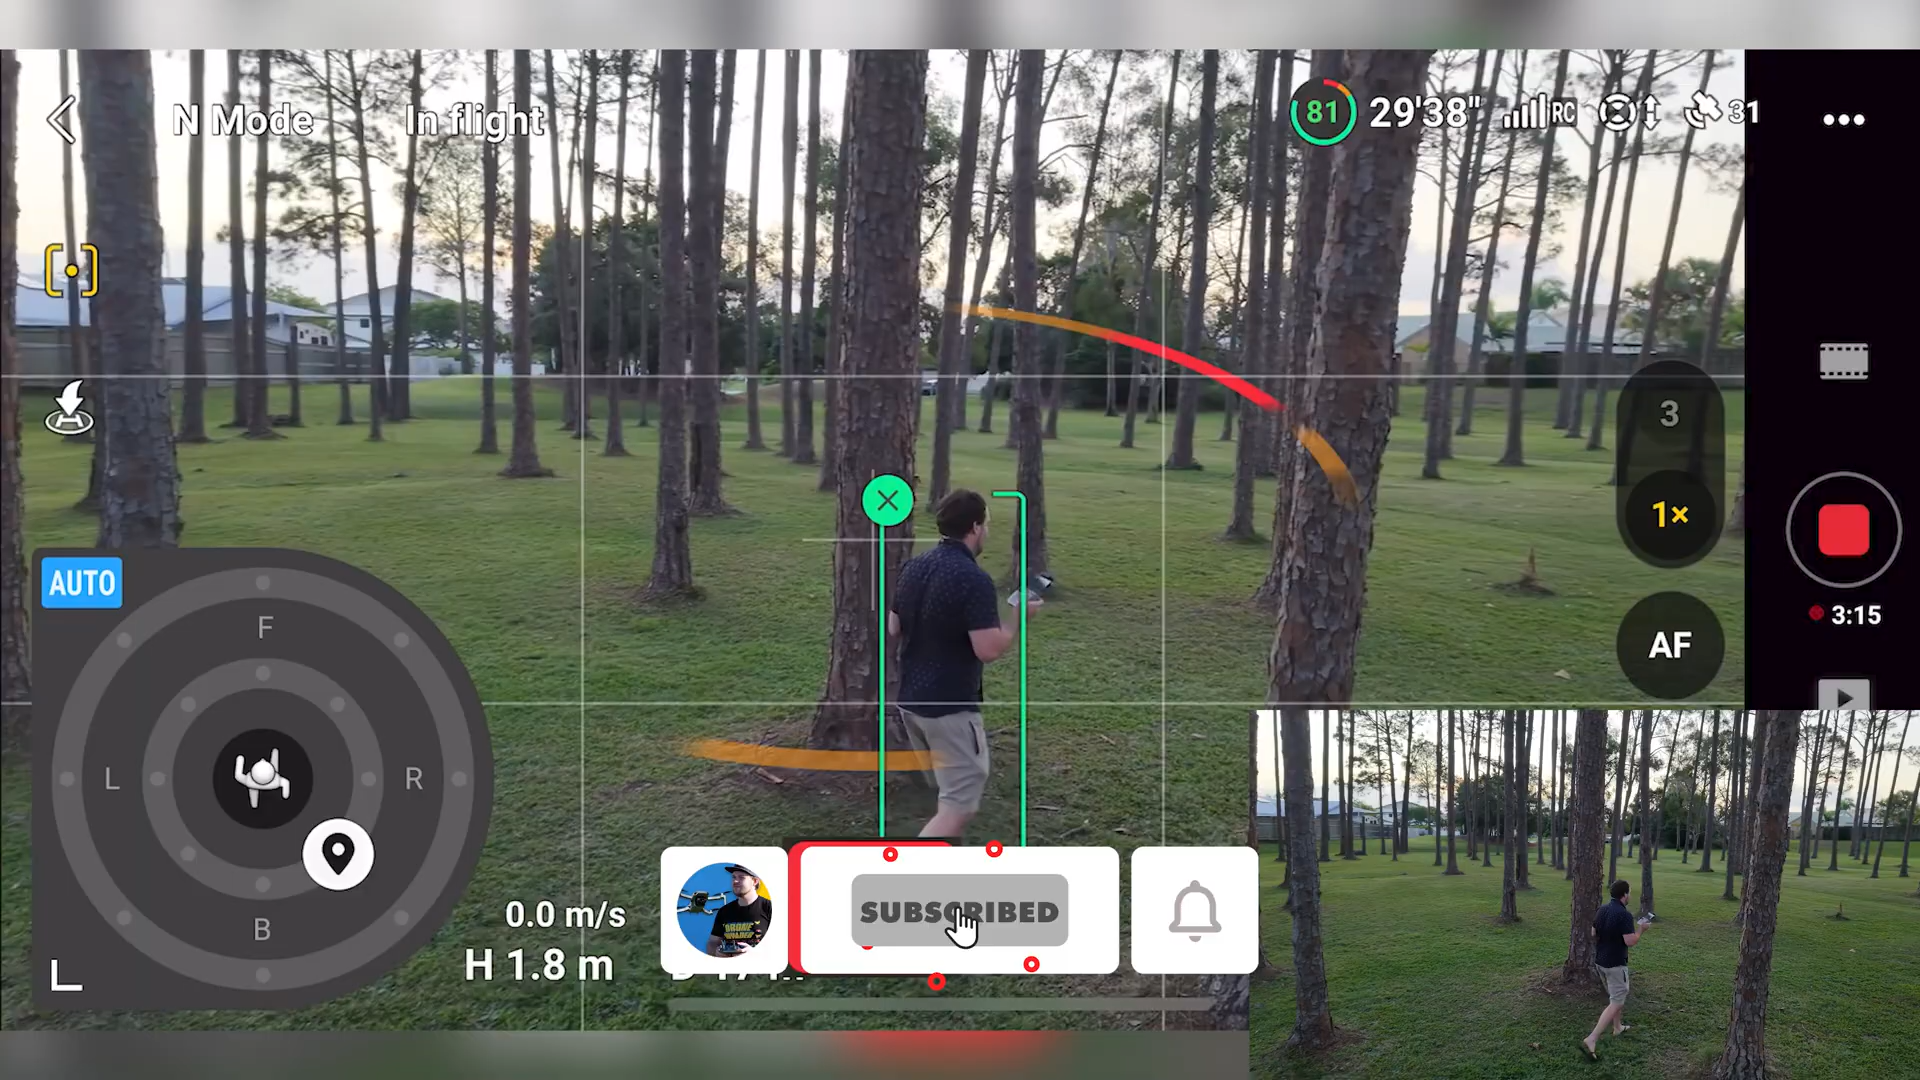 N Mode In flight 81 29'38" RC 31
3
1×
AUTO
F
3:15
AF
L R
B
0.0 m/s
SUBSCRIBED
H 1.8 m